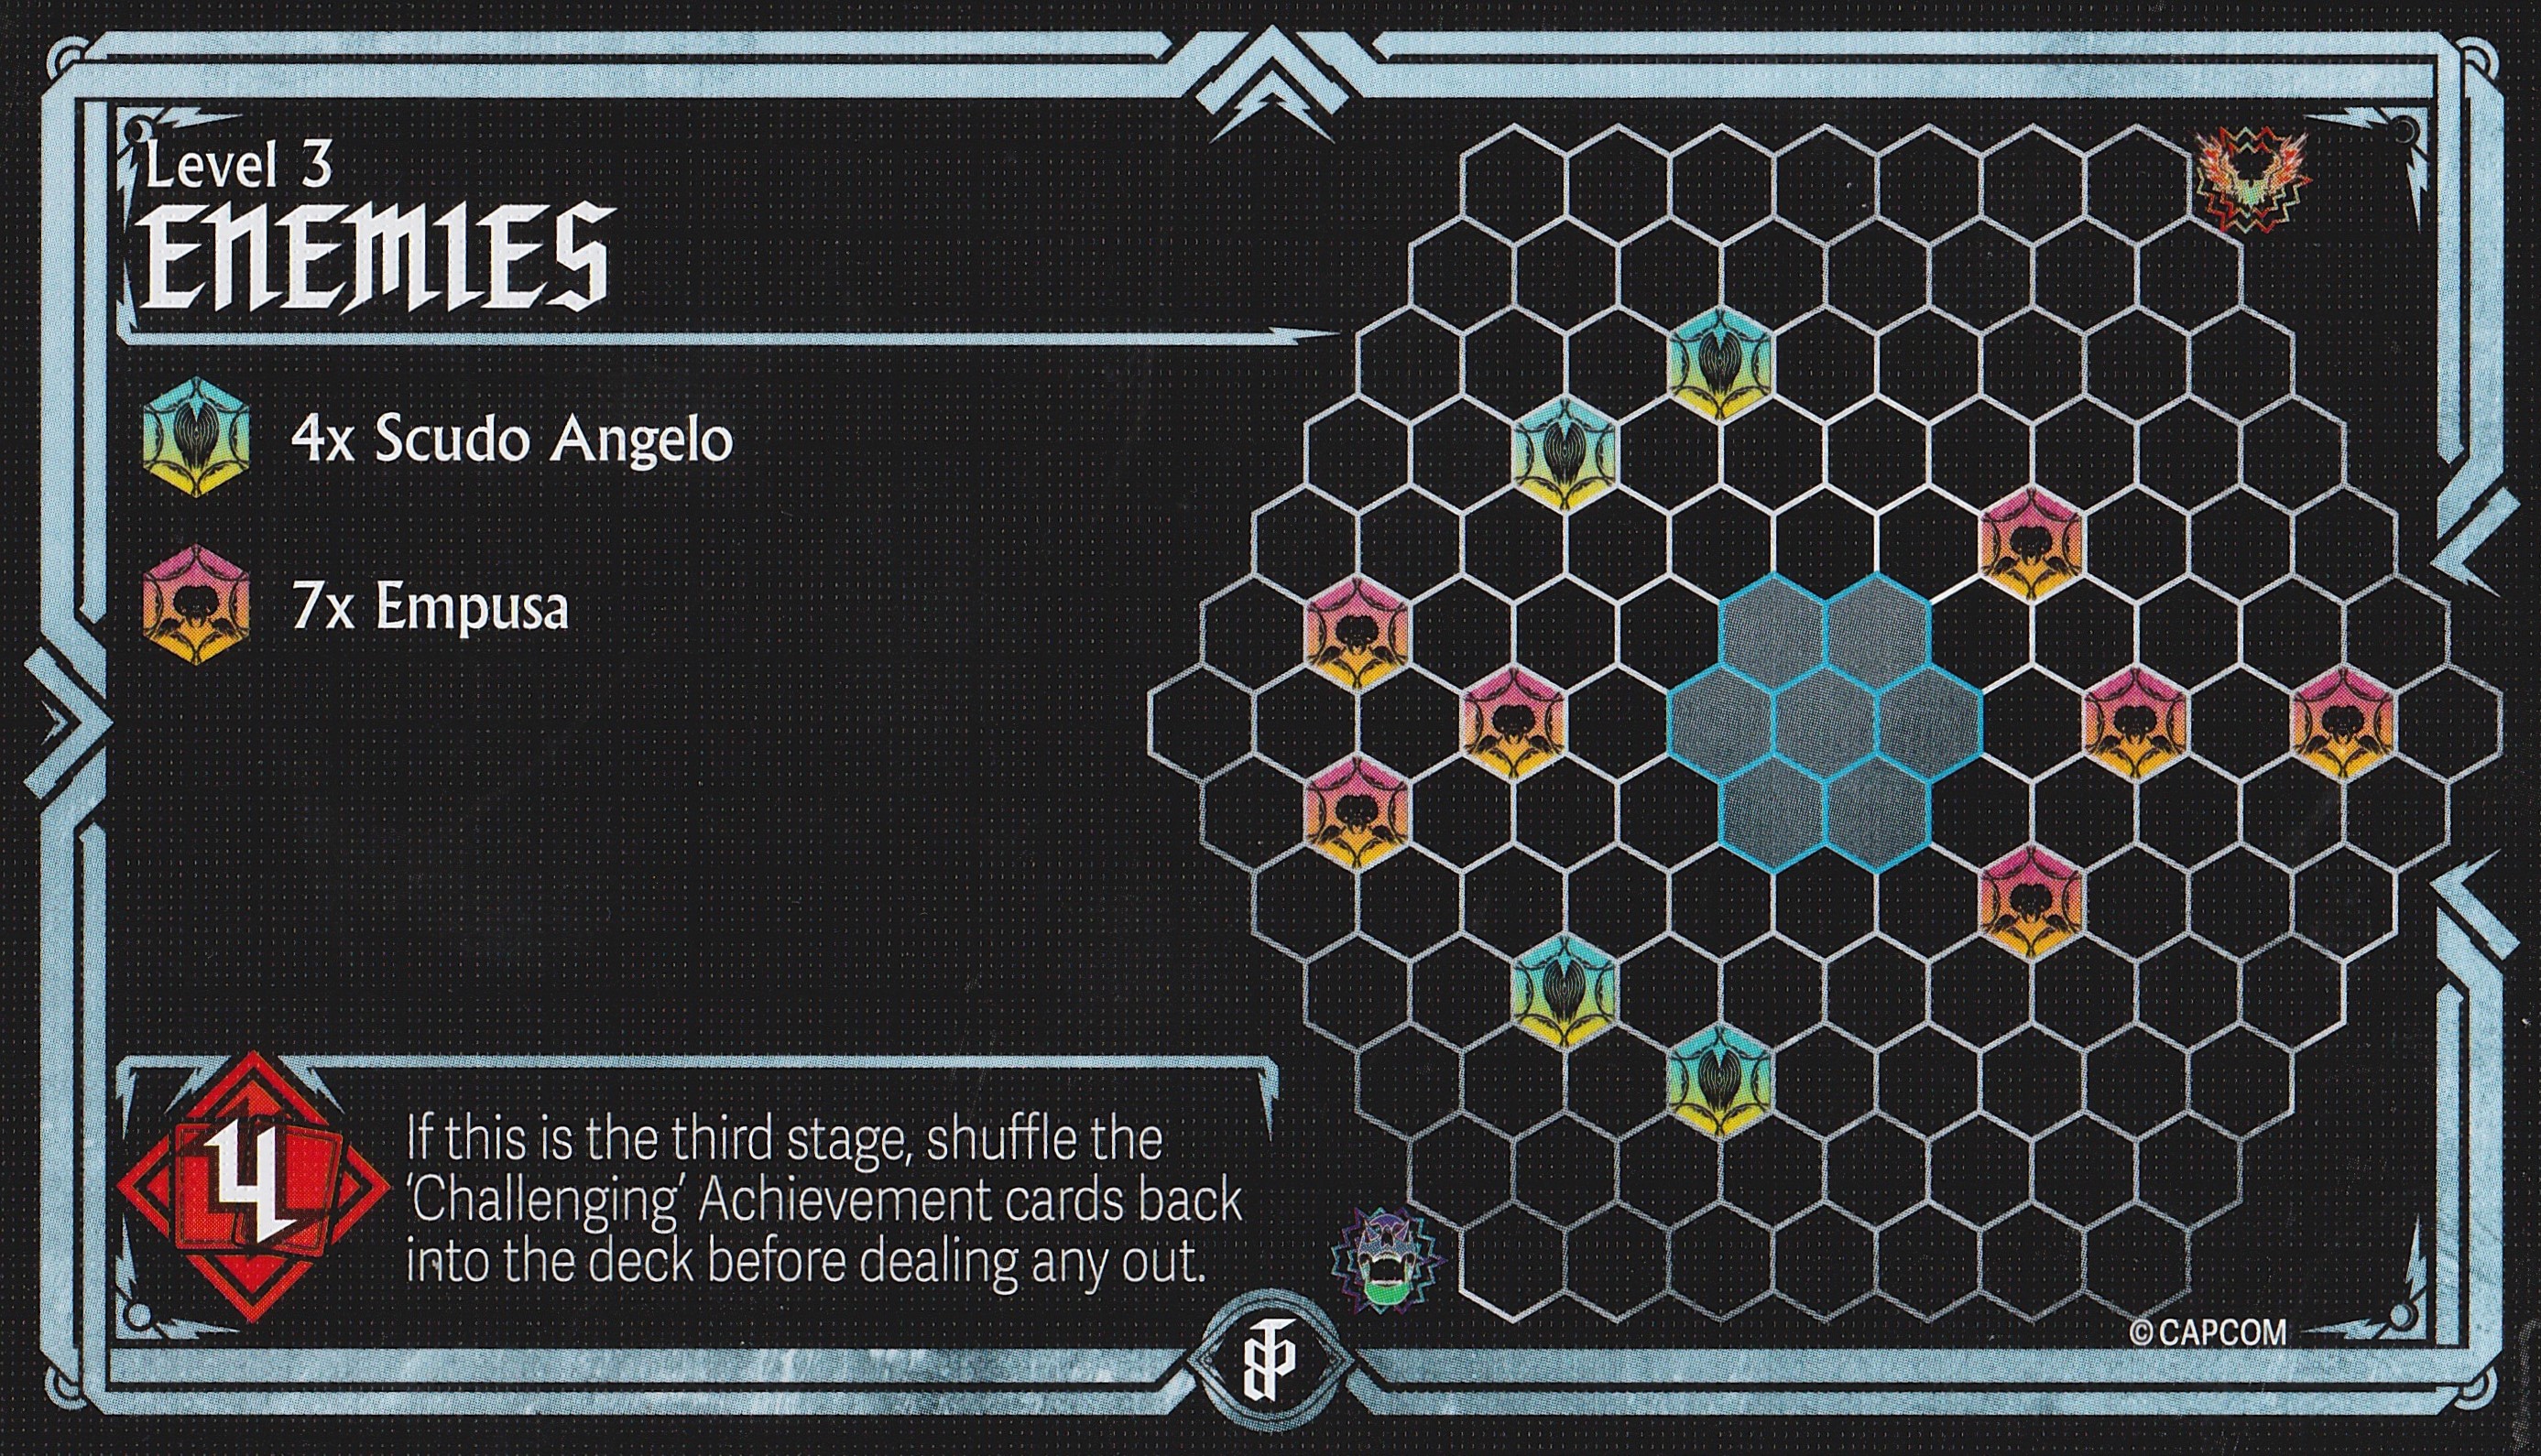 Level 3
ENEMIES
4x Scudo Angelo
7x Empusa
4
If this is the third stage, shuffle the
‘Challenging’ Achievement cards back
into the deck before dealing any out.
© CAPCOM